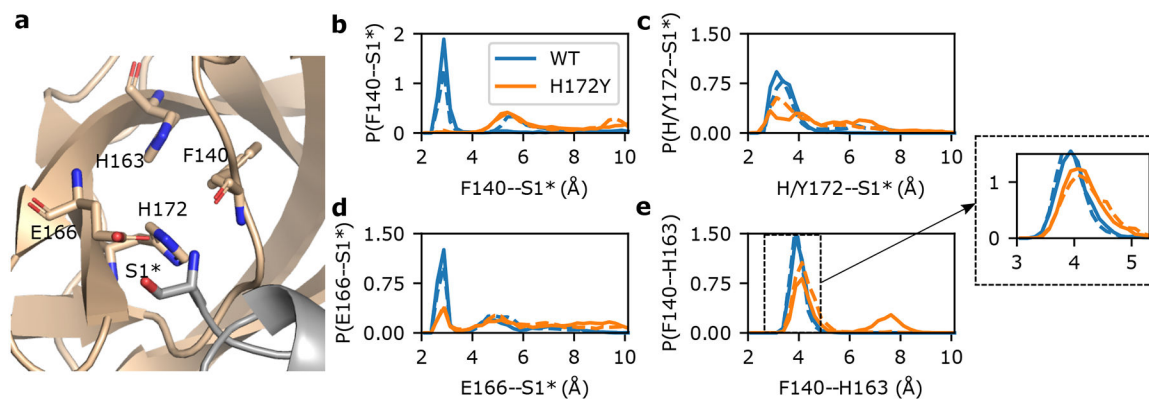 a
H163
F140
H172
E166
S1*
b
P(F140--S1*)
2
1
0
WT
H172Y
2 4 6 8 10
F140--S1* (Å)
c
P(H/Y172--S1*)
1.50
0.75
0.00
2 4 6 8 10
H/Y172--S1* (Å)
d
P(E166--S1*)
1.50
0.75
0.00
2 4 6 8 10
E166--S1* (Å)
e
P(F140--H163)
1.50
0.75
0.00
2 4 6 8 10
F140--H163 (Å)
1
0
3 4 5